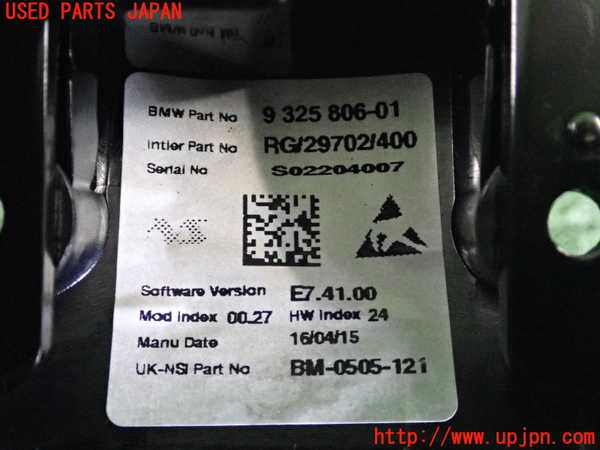 USED PARTS JAPAN
BMW Part No 9 325 806-01
Intier Part No RG/29702/400
Serial No S02204007
NS
Software Version E7.41.00
Mod Index 00.27 HW Index 24
Manu Date 16/04/15
UK-NSI Part No BM-0505-121
http://www.upjpn.com/